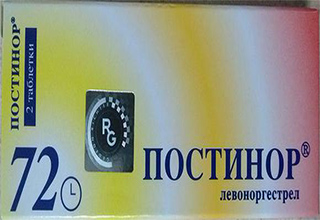 ПОСТИНОР®
2 таблетки
72
RG
ПОСТИНОР®
левоноргестрел